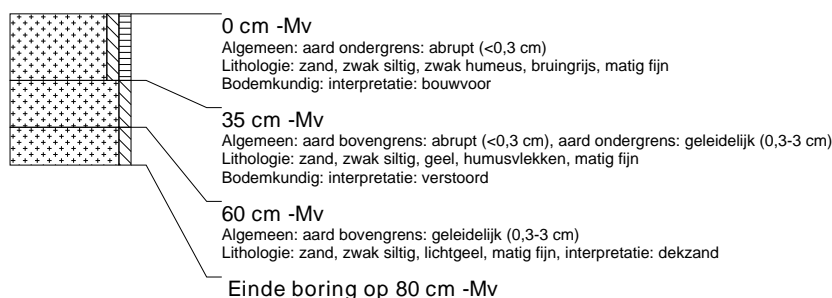 0 cm -Mv
Algemeen: aard ondergrens: abrupt (<0,3 cm)
Lithologie: zand, zwak siltig, zwak humeus, bruingrijs, matig fijn
Bodemkundig: interpretatie: bouwvoor
35 cm -Mv
Algemeen: aard bovengrens: abrupt (<0,3 cm), aard ondergrens: geleidelijk (0,3-3 cm)
Lithologie: zand, zwak siltig, geel, humusvlekken, matig fijn
Bodemkundig: interpretatie: verstoord
60 cm -Mv
Algemeen: aard bovengrens: geleidelijk (0,3-3 cm)
Lithologie: zand, zwak siltig, lichtgeel, matig fijn, interpretatie: dekzand
Einde boring op 80 cm -Mv